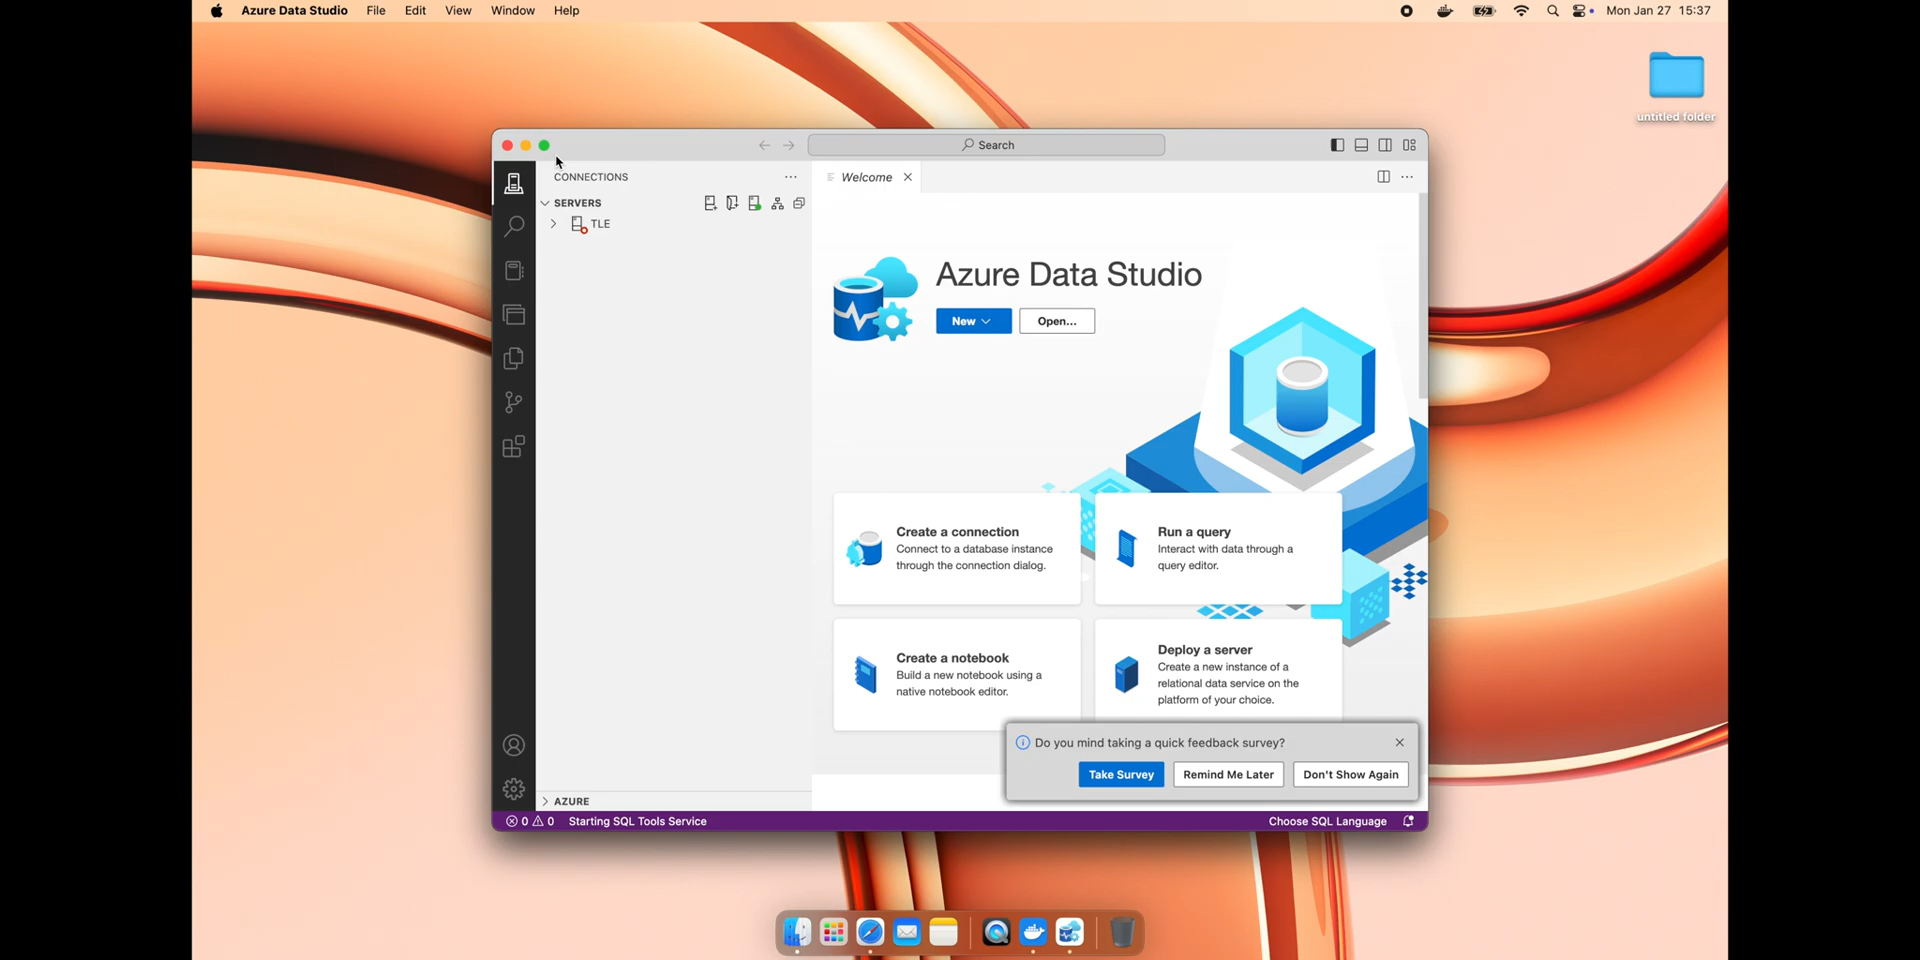 Azure Data Studio File Edit View Window Help Mon Jan 27 15:37
untitled folder
Search
CONNECTIONS
SERVERS
TLE
Welcome
Azure Data Studio
New Open...
Create a connection
Connect to a database instance
through the connection dialog.
Run a query
Interact with data through a
query editor.
Create a notebook
Build a new notebook using a
native notebook editor.
Deploy a server
Create a new instance of a
relational data service on the
platform of your choice.
Do you mind taking a quick feedback survey?
Take Survey Remind Me Later Don't Show Again
AZURE
0 0 Starting SQL Tools Service Choose SQL Language